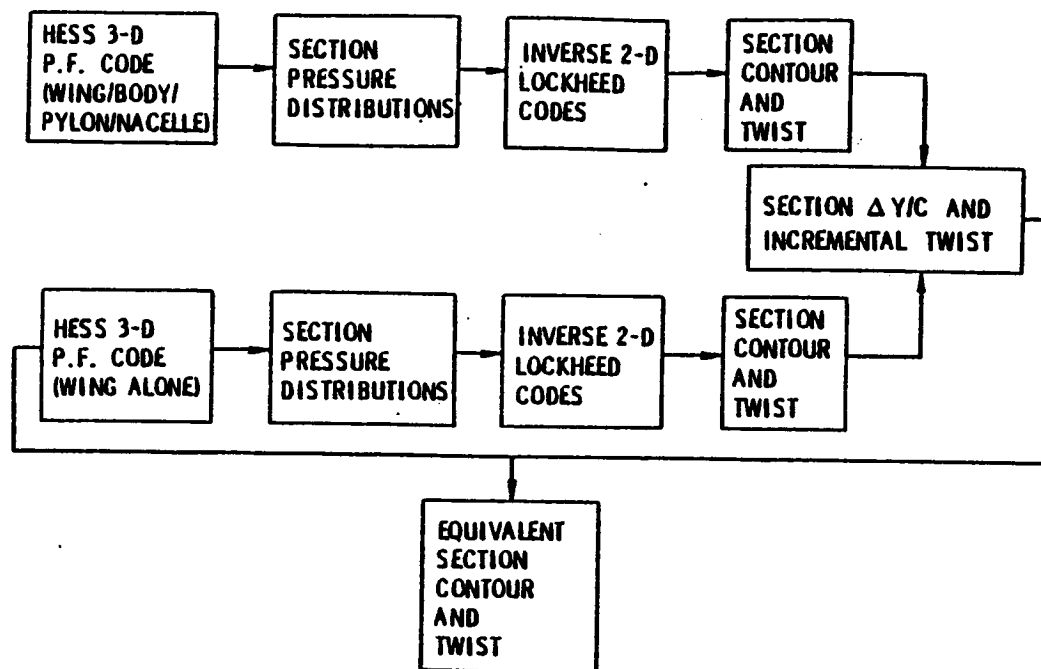 HESS 3-D
P.F. CODE
(WING/BODY/
PYLON/NACELLE)
SECTION
PRESSURE
DISTRIBUTIONS
INVERSE 2-D
LOCKHEED
CODES
SECTION
CONTOUR
AND
TWIST
SECTION Δ Y/C AND
INCREMENTAL TWIST
HESS 3-D
P.F. CODE
(WING ALONE)
SECTION
PRESSURE
DISTRIBUTIONS
INVERSE 2-D
LOCKHEED
CODES
SECTION
CONTOUR
AND
TWIST
EQUIVALENT
SECTION
CONTOUR
AND
TWIST